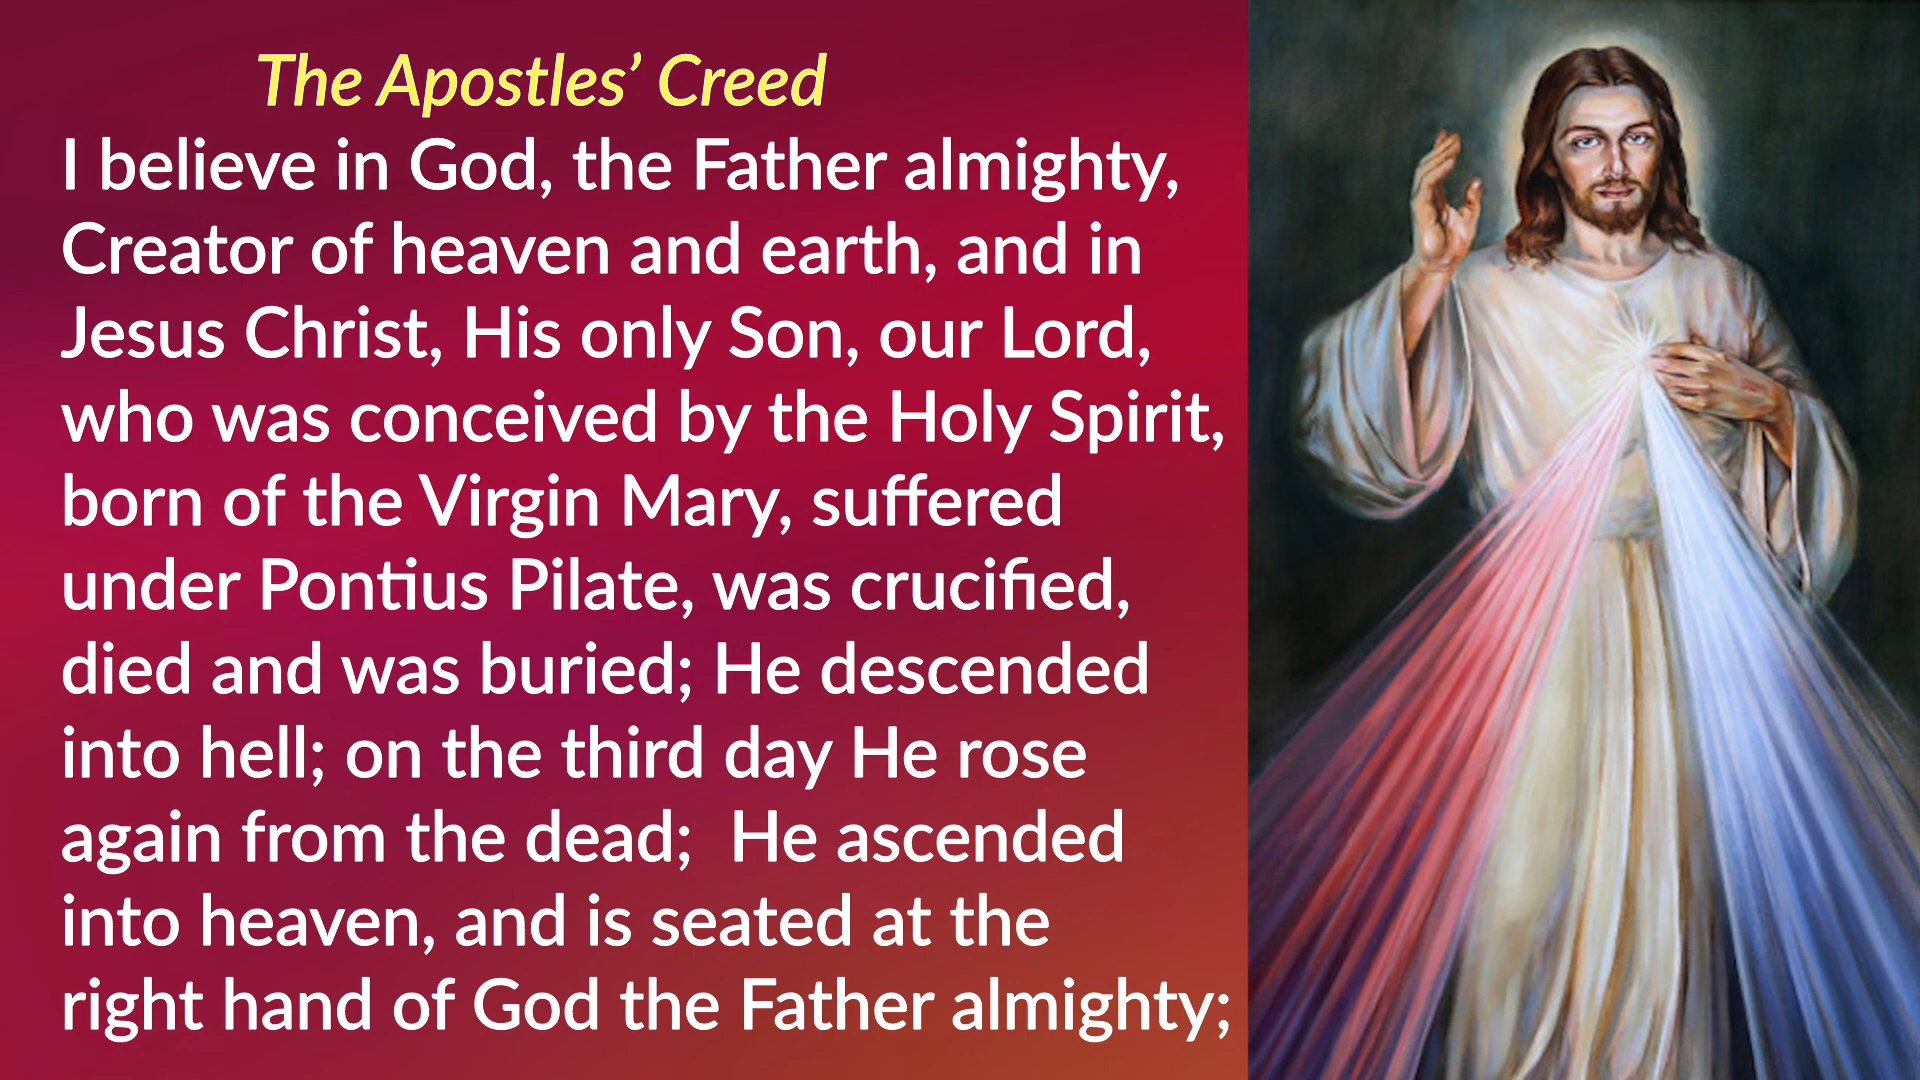 The Apostles’ Creed
I believe in God, the Father almighty,
Creator of heaven and earth, and in
Jesus Christ, His only Son, our Lord,
who was conceived by the Holy Spirit,
born of the Virgin Mary, suffered
under Pontius Pilate, was crucified,
died and was buried; He descended
into hell; on the third day He rose
again from the dead;  He ascended
into heaven, and is seated at the
right hand of God the Father almighty;